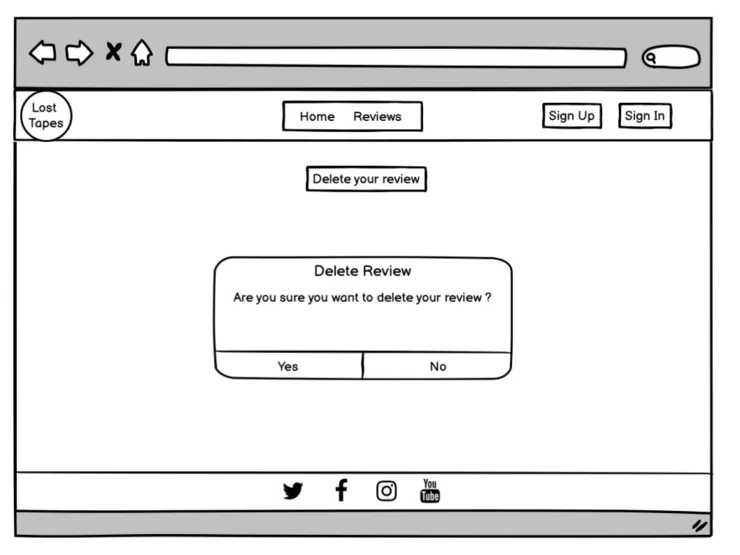 Lost
Tapes
Home Reviews
Sign Up
Sign In
Delete your review
Delete Review
Are you sure you want to delete your review ?
Yes
No
You
Tube